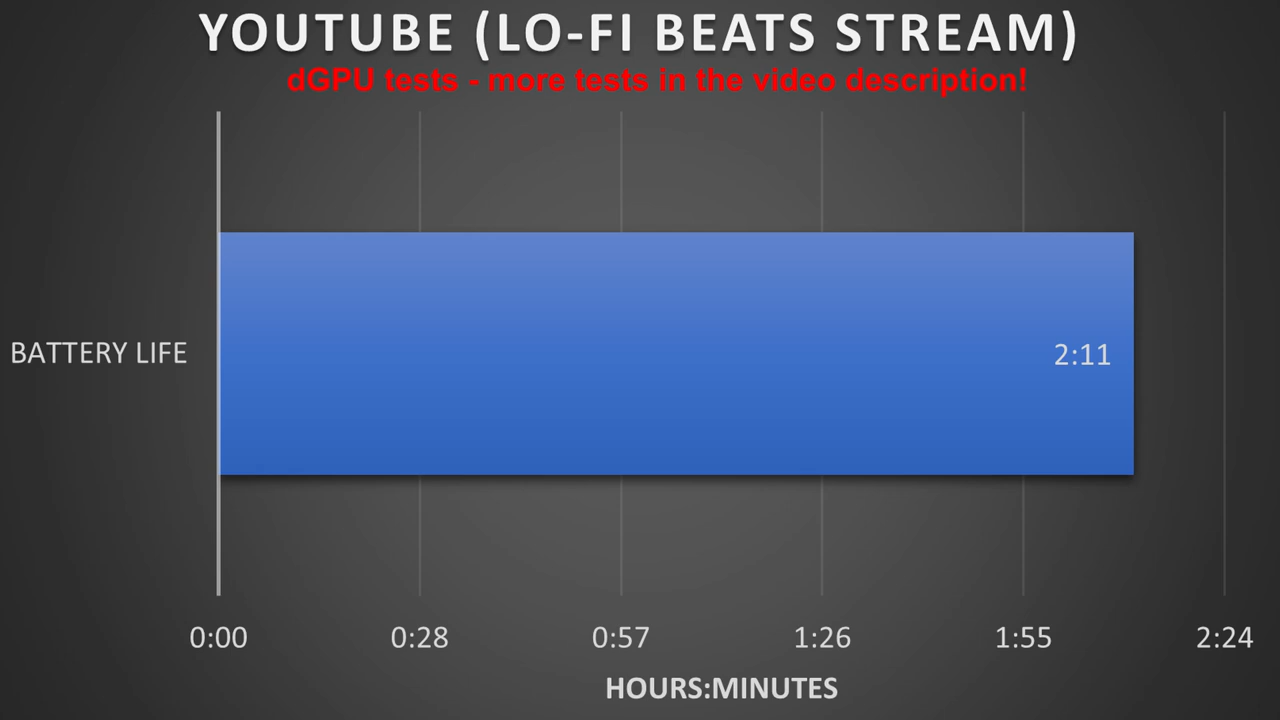 YOUTUBE (LO-FI BEATS STREAM)
dGPU tests - more tests in the video description!
BATTERY LIFE
2:11
0:00 0:28 0:57 1:26 1:55 2:24
HOURS:MINUTES